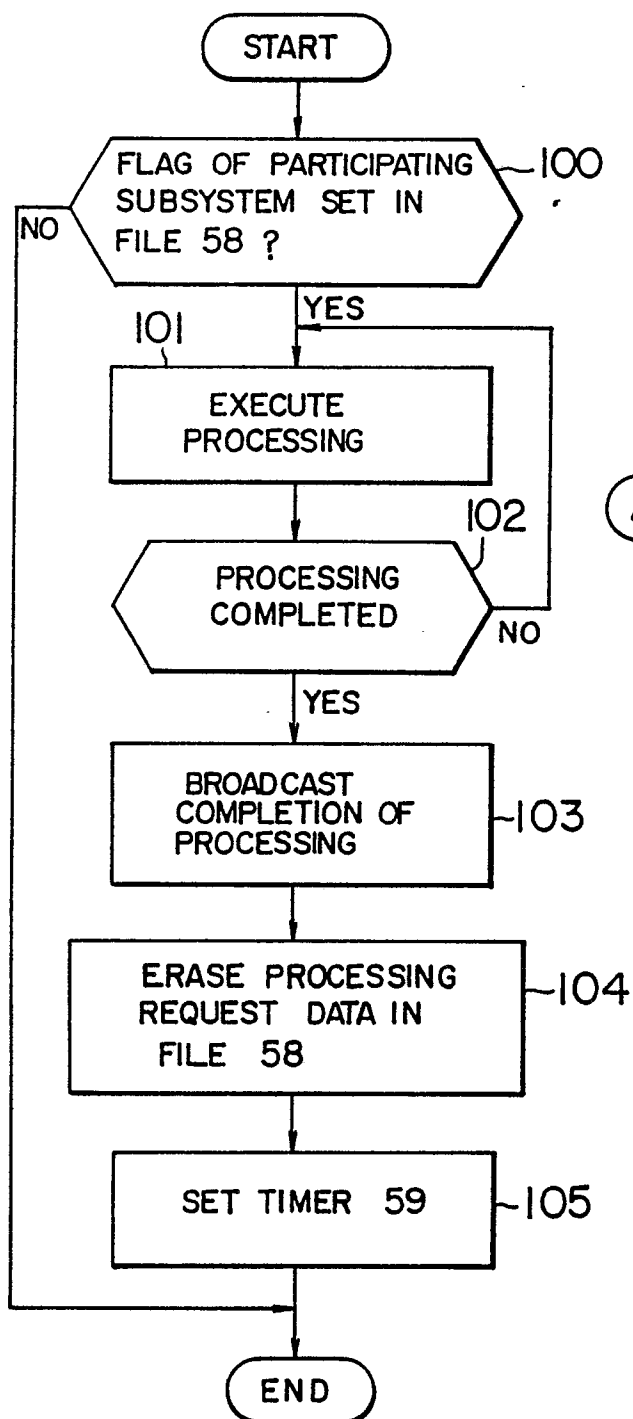 START
FLAG OF PARTICIPATING
SUBSYSTEM SET IN
FILE 58 ?
100
NO
YES
101
EXECUTE
PROCESSING
102
PROCESSING
COMPLETED
NO
YES
BROADCAST
COMPLETION OF
PROCESSING
103
ERASE PROCESSING
REQUEST DATA IN
FILE 58
104
SET TIMER 59
105
END